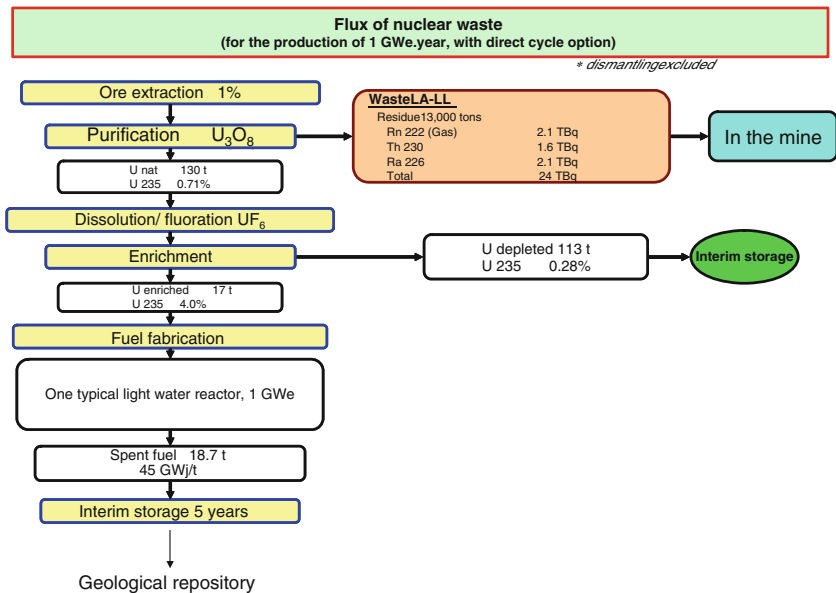 Flux of nuclear waste
(for the production of 1 GWe.year, with direct cycle option)
* dismantlingexcluded
Ore extraction 1%
Purification U₃O₈
U nat 130 t
U 235 0.71%
WasteLA-LL
Residue13,000 tons
Rn 222 (Gas) 2.1 TBq
Th 230 1.6 TBq
Ra 226 2.1 TBq
Total 24 TBq
In the mine
Dissolution/ fluoration UF₆
Enrichment
U depleted 113 t
U 235 0.28%
Interim storage
U enriched 17 t
U 235 4.0%
Fuel fabrication
One typical light water reactor, 1 GWe
Spent fuel 18.7 t
45 GWj/t
Interim storage 5 years
Geological repository